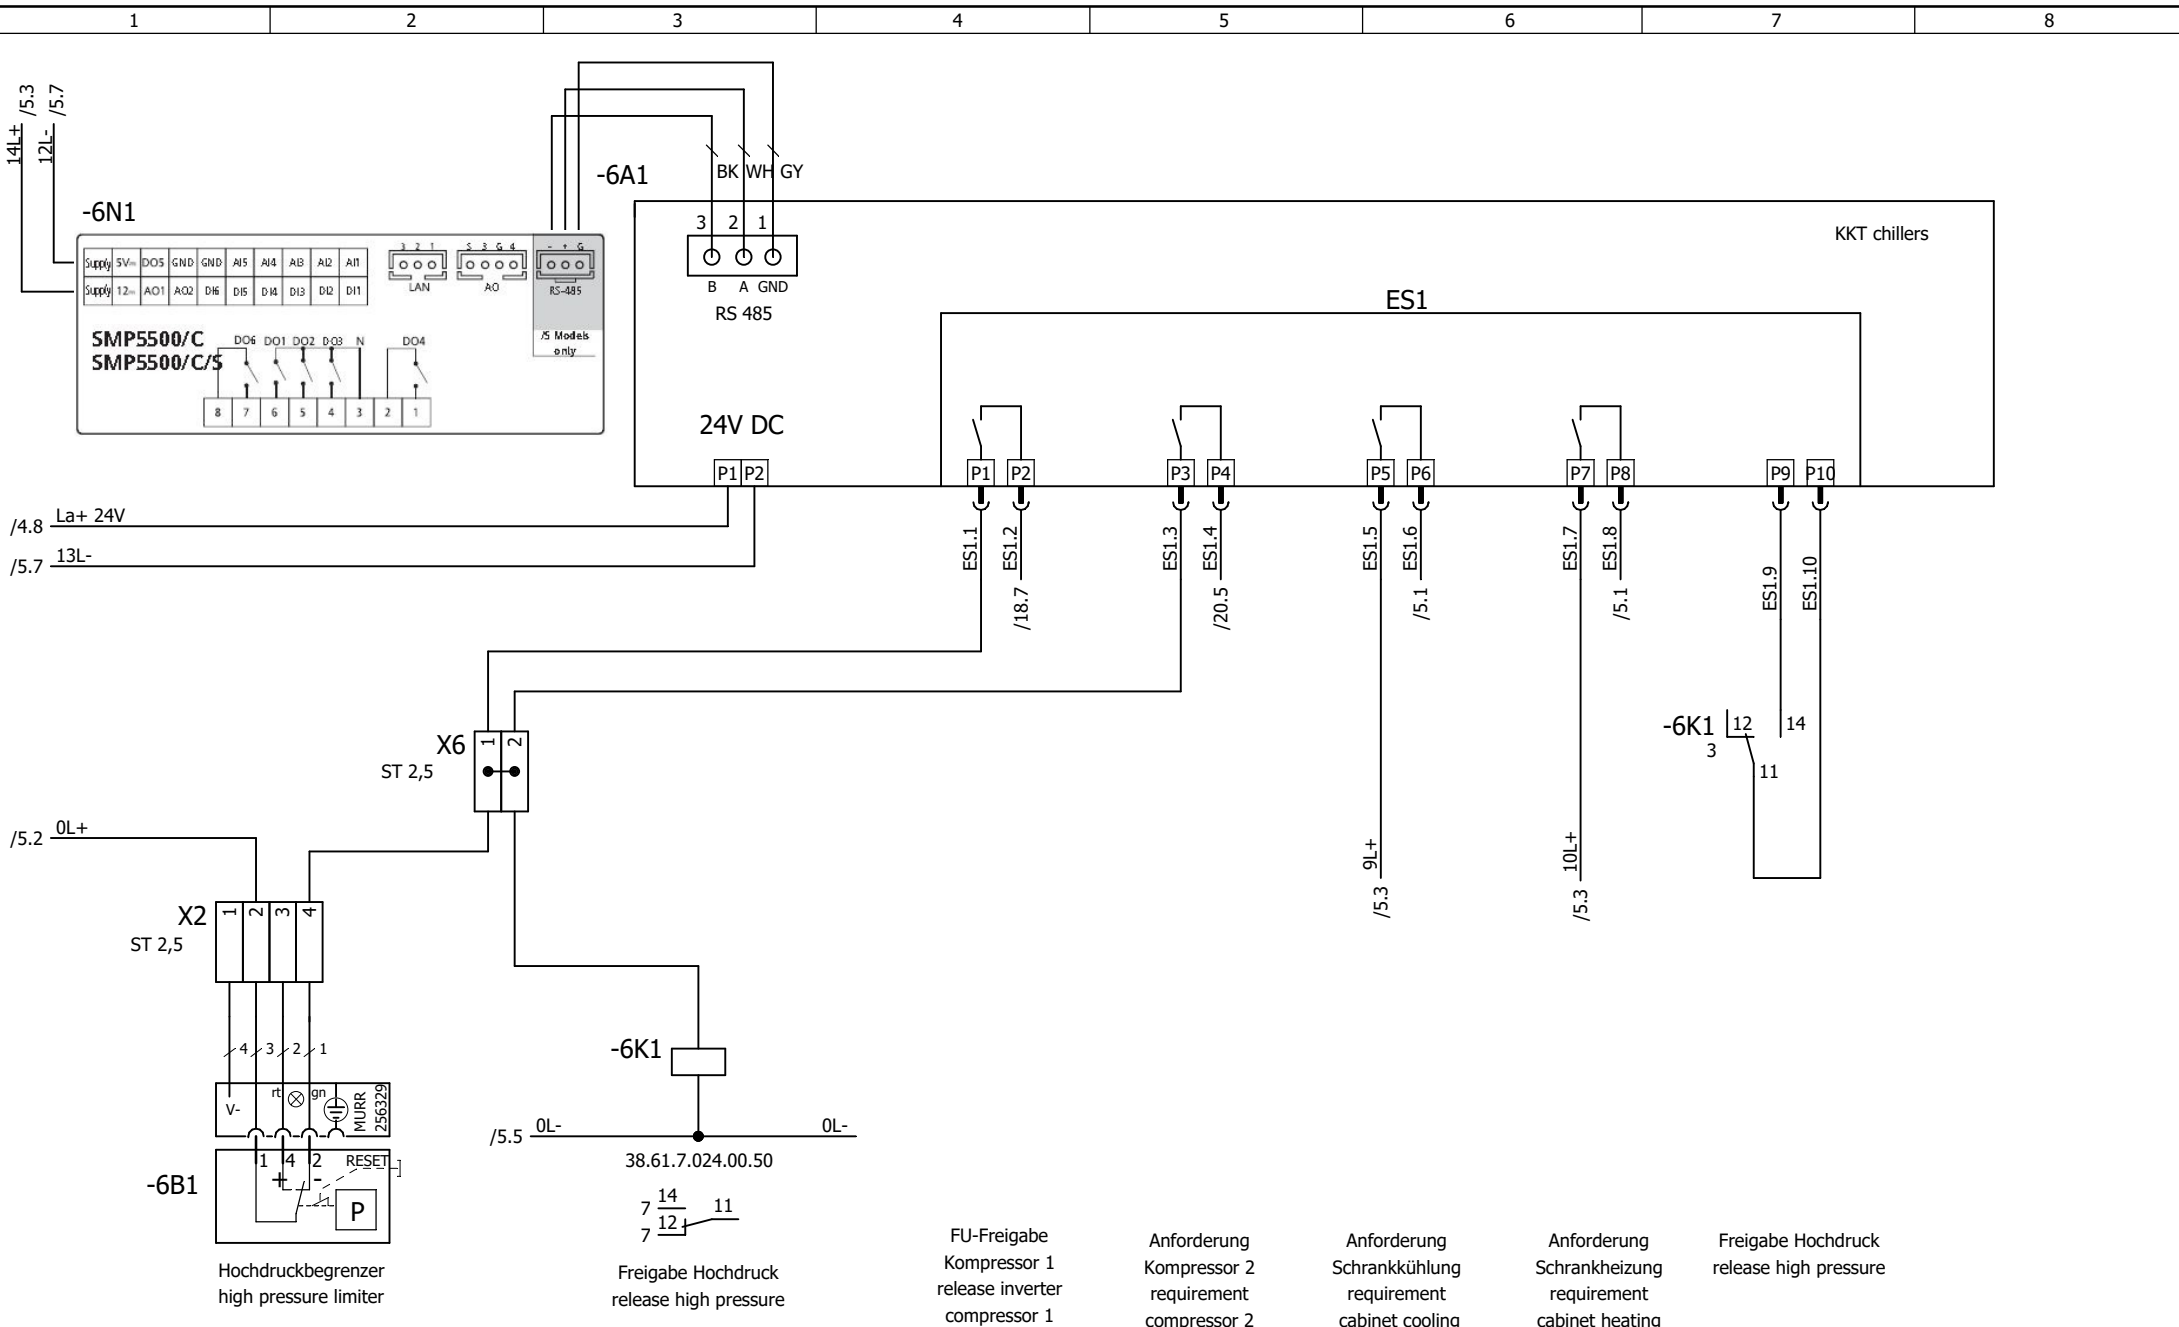 1 2 3 4 5 6 7 8
14L+ /5.3
12L- /5.7
-6N1
Supply 5V⎓ DO5 GND GND AI5 AI4 AI3 AI2 AI1
Supply 12⎓ AO1 AO2 DI6 DI5 DI4 DI3 DI2 DI1
3 2 1
LAN
S 3 G 4
AO
- + G
RS-485
/S Models
only
SMP5500/C
SMP5500/C/S
DO6 DO1 DO2 DO3 N DO4
8 7 6 5 4 3 2 1
-6A1
BK WH GY
3 2 1
B A GND
RS 485
KKT chillers
ES1
24V DC
P1 P2
P1 P2 P3 P4 P5 P6 P7 P8 P9 P10
/4.8 La+ 24V
/5.7 13L-
ES1.1
ES1.2
/18.7
ES1.3
ES1.4
/20.5
ES1.5
ES1.6
/5.1
ES1.7
ES1.8
/5.1
ES1.9
ES1.10
9L+
/5.3
10L+
/5.3
-6K1
3
12 14
11
X6
ST 2,5
1 2
/5.2 0L+
X2
ST 2,5
1 2 3 4
4 3 2 1
V- rt gn
MURR
256329
-6B1
1 4 2 RESET
+ -
P
Hochdruckbegrenzer
high pressure limiter
-6K1
/5.5 0L- 0L-
38.61.7.024.00.50
7 14 11
7 12
Freigabe Hochdruck
release high pressure
FU-Freigabe
Kompressor 1
release inverter
compressor 1
Anforderung
Kompressor 2
requirement
compressor 2
Anforderung
Schrankkühlung
requirement
cabinet cooling
Anforderung
Schrankheizung
requirement
cabinet heating
Freigabe Hochdruck
release high pressure